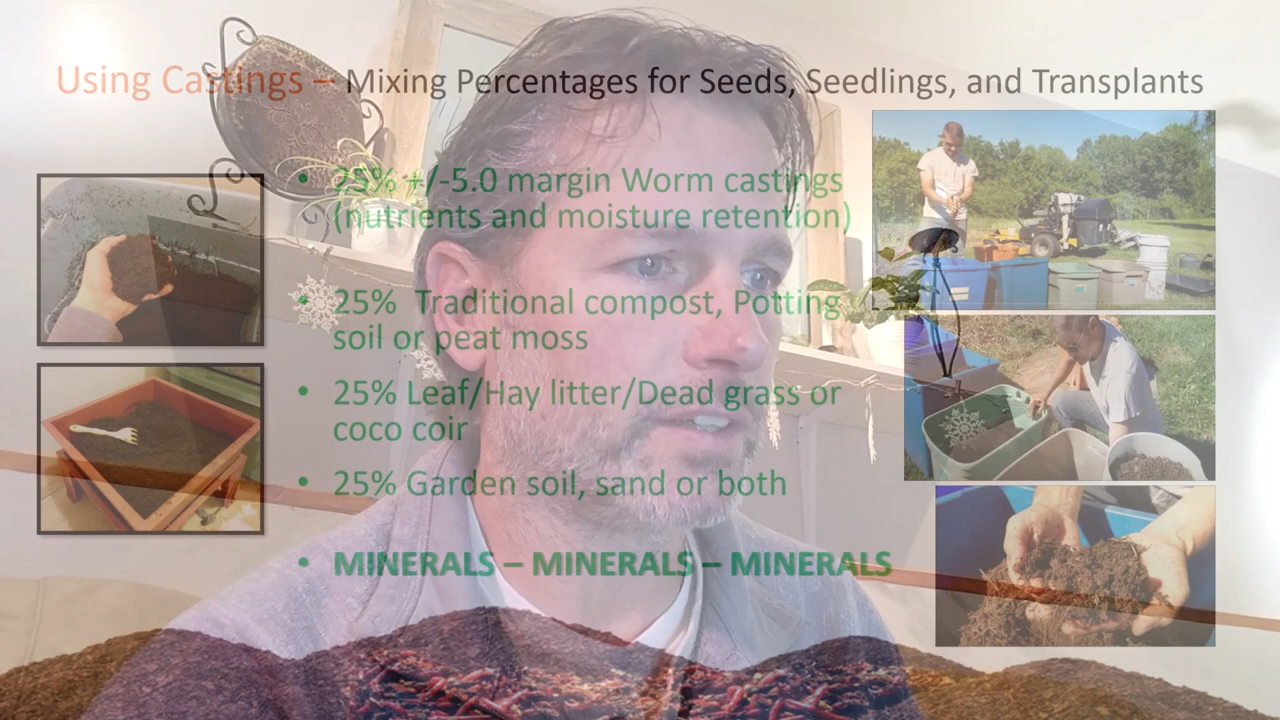 Using Castings – Mixing Percentages for Seeds, Seedlings, and Transplants
• 25% +/-5.0 margin Worm castings
(nutrients and moisture retention)
• 25% Traditional compost, Potting
soil or peat moss
• 25% Leaf/Hay litter/Dead grass or
coco coir
• 25% Garden soil, sand or both
• MINERALS – MINERALS – MINERALS